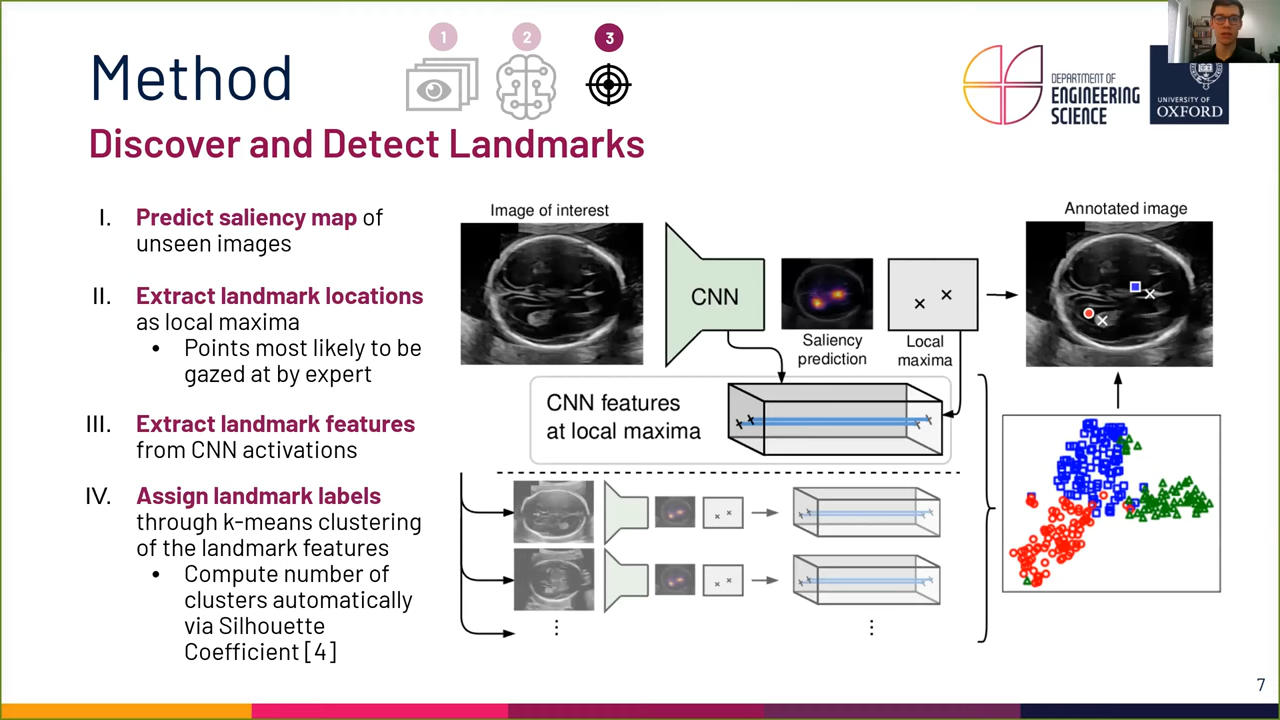 1
2
3
Method
DEPARTMENT OF
ENGINEERING
SCIENCE
UNIVERSITY OF
OXFORD
Discover and Detect Landmarks
I. Predict saliency map of
unseen images
II. Extract landmark locations
as local maxima
• Points most likely to be
gazed at by expert
III. Extract landmark features
from CNN activations
IV. Assign landmark labels
through k-means clustering
of the landmark features
• Compute number of
clusters automatically
via Silhouette
Coefficient [4]
Image of interest
CNN
Saliency
prediction
Local
maxima
Annotated image
CNN features
at local maxima
⋮
⋮
7